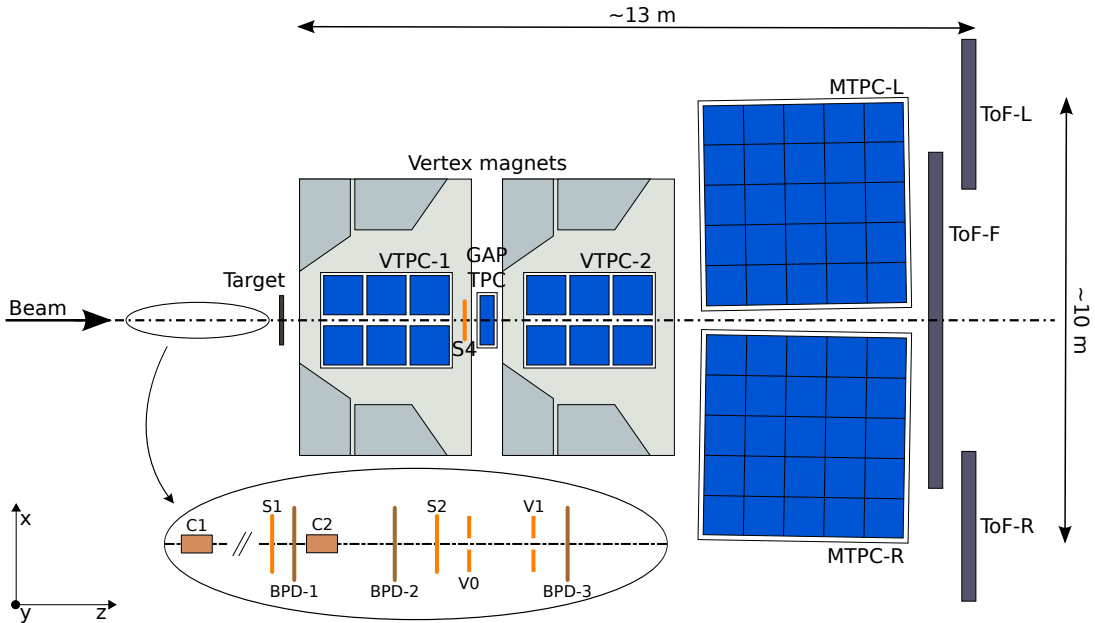 ~13 m
MTPC-L
ToF-L
Vertex magnets
ToF-F
GAP
TPC
VTPC-1
VTPC-2
Target
Beam
S4
~10 m
S1
V1
S2
C1
C2
x
ToF-R
MTPC-R
V0
BPD-1
BPD-2
BPD-3
y
z